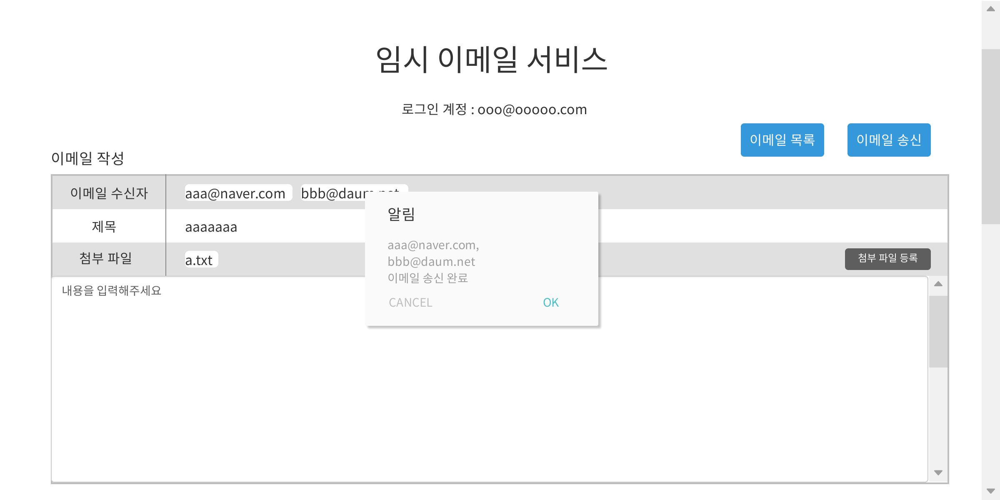 임시 이메일 서비스
로그인 계정 : ooo@ooooo.com
이메일 목록
이메일 송신
이메일 작성
이메일 수신자
aaa@naver.com
bbb@daum.net
제목
aaaaaaa
첨부 파일
a.txt
첨부 파일 등록
내용을 입력해주세요
알림
aaa@naver.com,
bbb@daum.net
이메일 송신 완료
CANCEL
OK